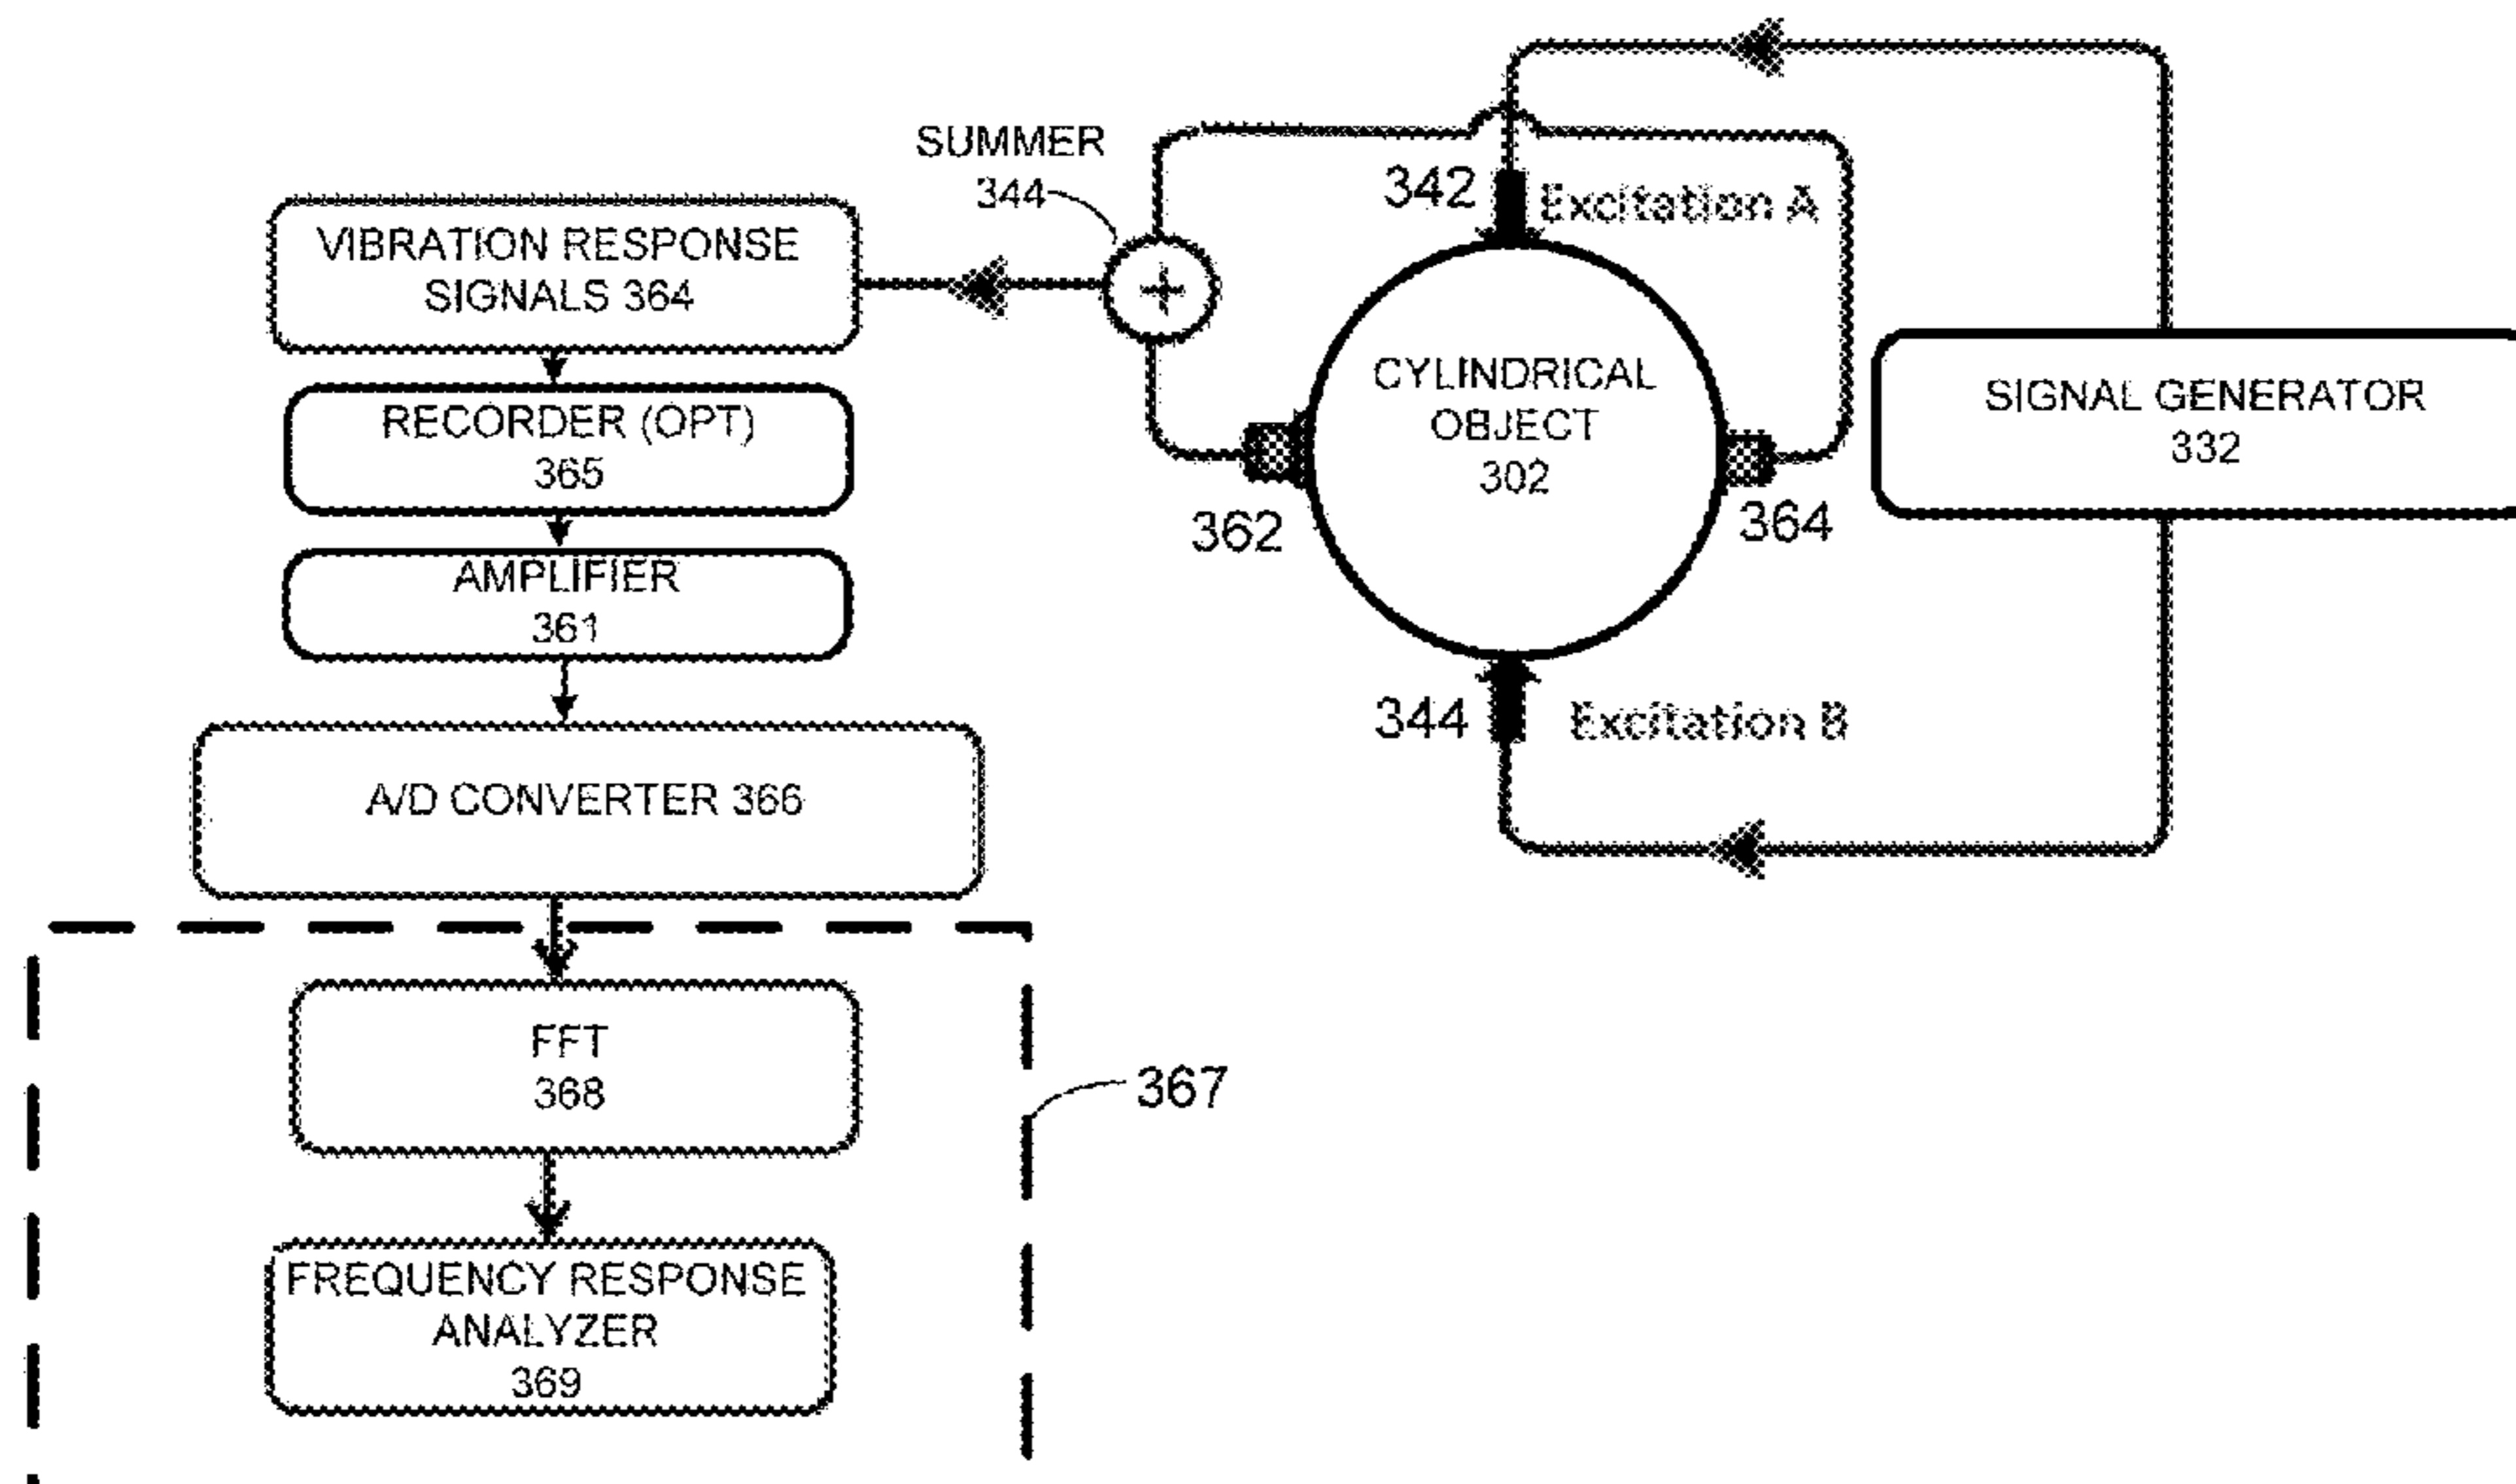 SUMMER
344
VIBRATION RESPONSE
SIGNALS 364
RECORDER (OPT)
365
AMPLIFIER
361
A/D CONVERTER 366
FFT
368
367
FREQUENCY RESPONSE
ANALYZER
369
342
Excitation A
CYLINDRICAL
OBJECT
302
362
364
344
Excitation B
SIGNAL GENERATOR
332
+